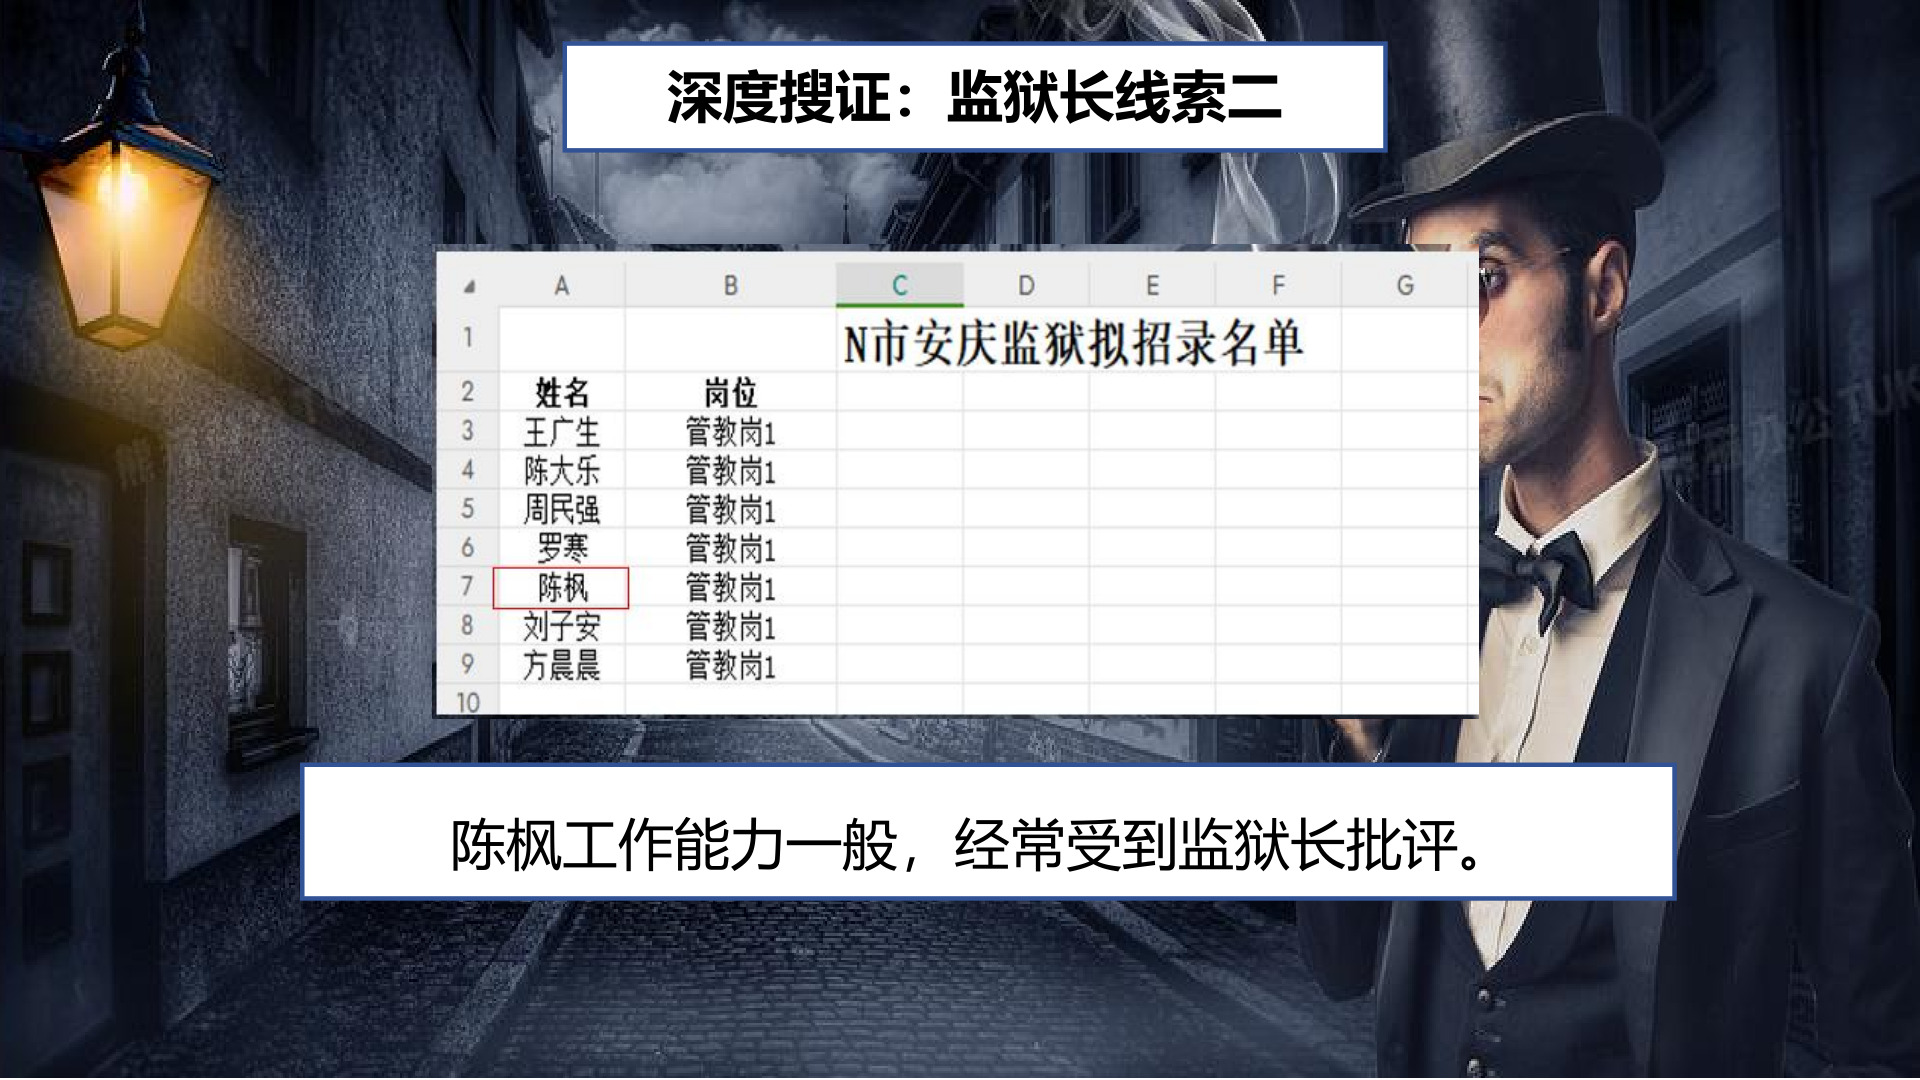 深度搜证：监狱长线索二
A B C D E F G
1 N市安庆监狱拟招录名单
2 姓名 岗位
3 王广生 管教岗1
4 陈大乐 管教岗1
5 周民强 管教岗1
6 罗寒 管教岗1
7 陈枫 管教岗1
8 刘子安 管教岗1
9 方晨晨 管教岗1
10
陈枫工作能力一般，经常受到监狱长批评。